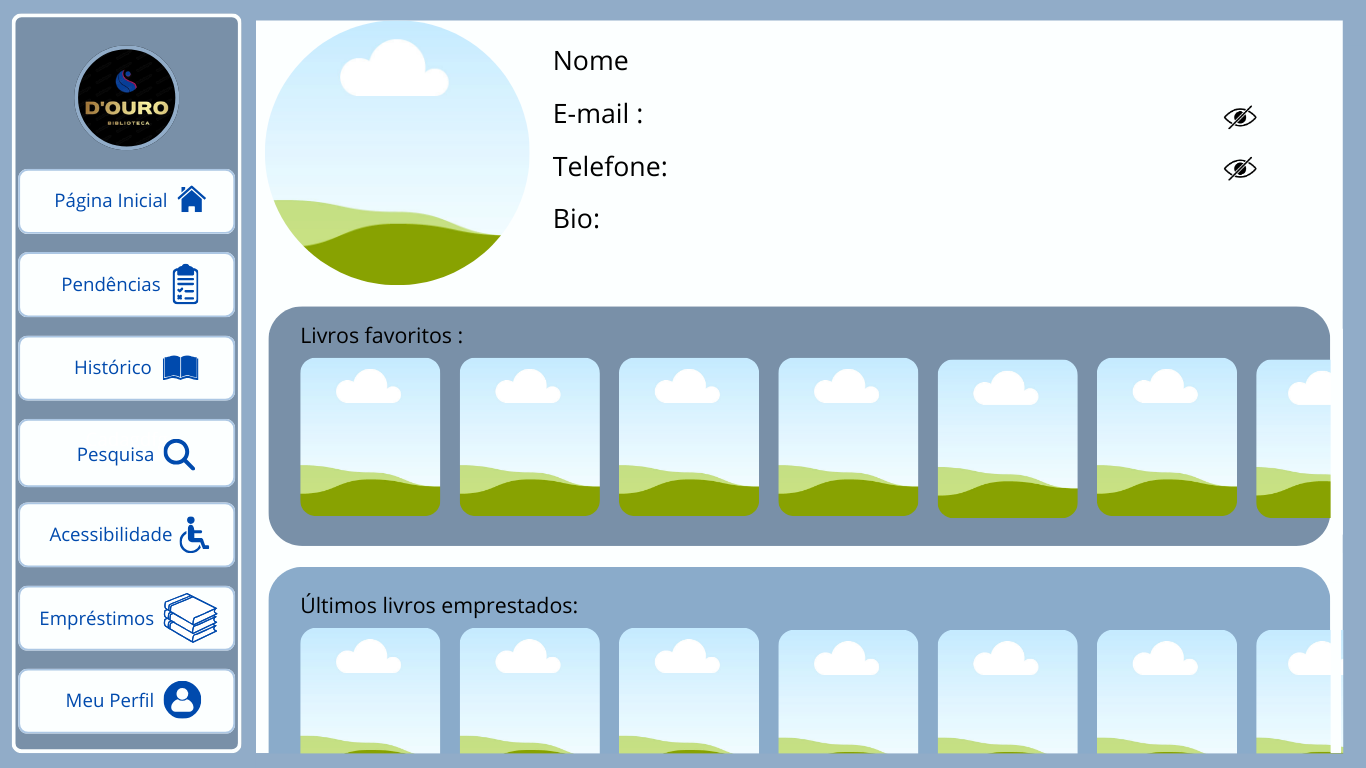 D'OURO
BIBLIOTECA
Página Inicial
Pendências
Histórico
Pesquisa
Acessibilidade
Empréstimos
Meu Perfil
Nome
E-mail :
Telefone:
Bio:
Livros favoritos :
Últimos livros emprestados: